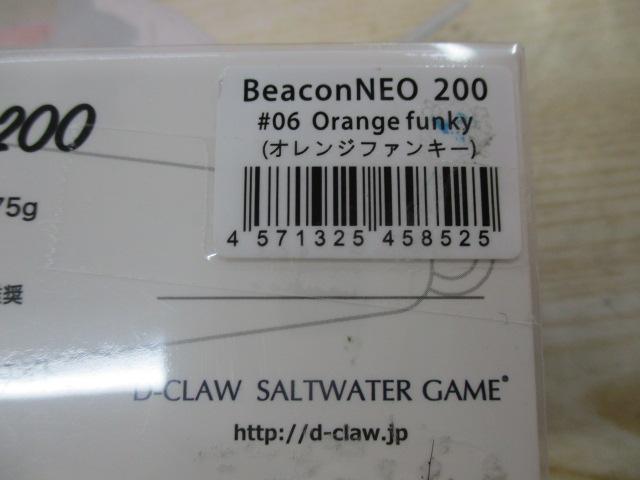 BeaconNEO 200
#06 Orange funky
(オレンジファンキー)
4 571325 458525
200
75g
奨
D-CLAW SALTWATER GAME®
http://d-claw.jp